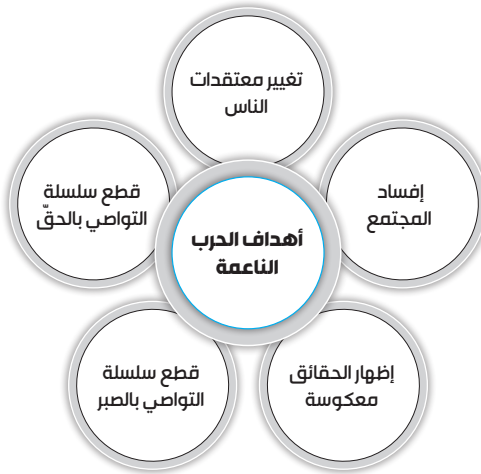 تغيير معتقدات
الناس
إفساد
المجتمع
قطع سلسلة
التواصي بالحقّ
أهداف الحرب
الناعمة
إظهار الحقائق
معكوسة
قطع سلسلة
التواصي بالصبر